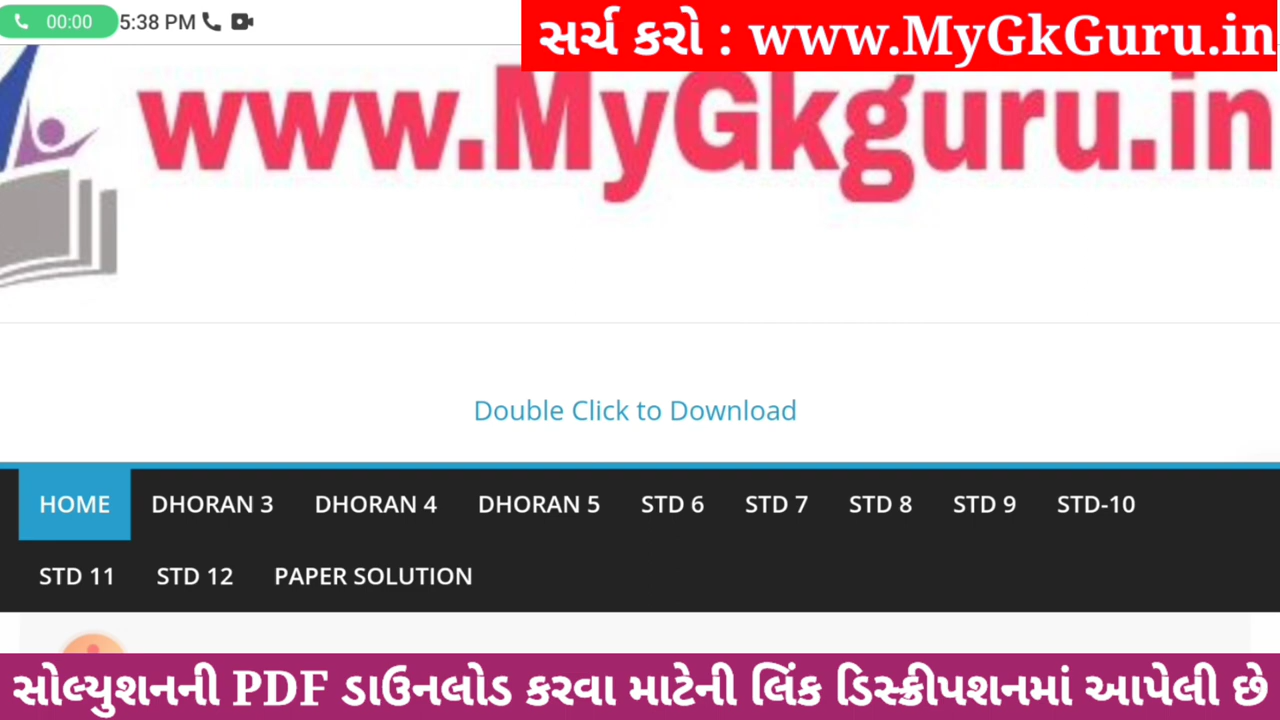 00:00 5:38 PM
સર્ચ કરો : www.MyGkGuru.in
www.MyGkguru.in
Double Click to Download
HOME DHORAN 3 DHORAN 4 DHORAN 5 STD 6 STD 7 STD 8 STD 9 STD-10
STD 11 STD 12 PAPER SOLUTION
સોલ્યુશનની PDF ડાઉનલોડ કરવા માટેની લિંક ડિસ્ક્રીપશનમાં આપેલી છે